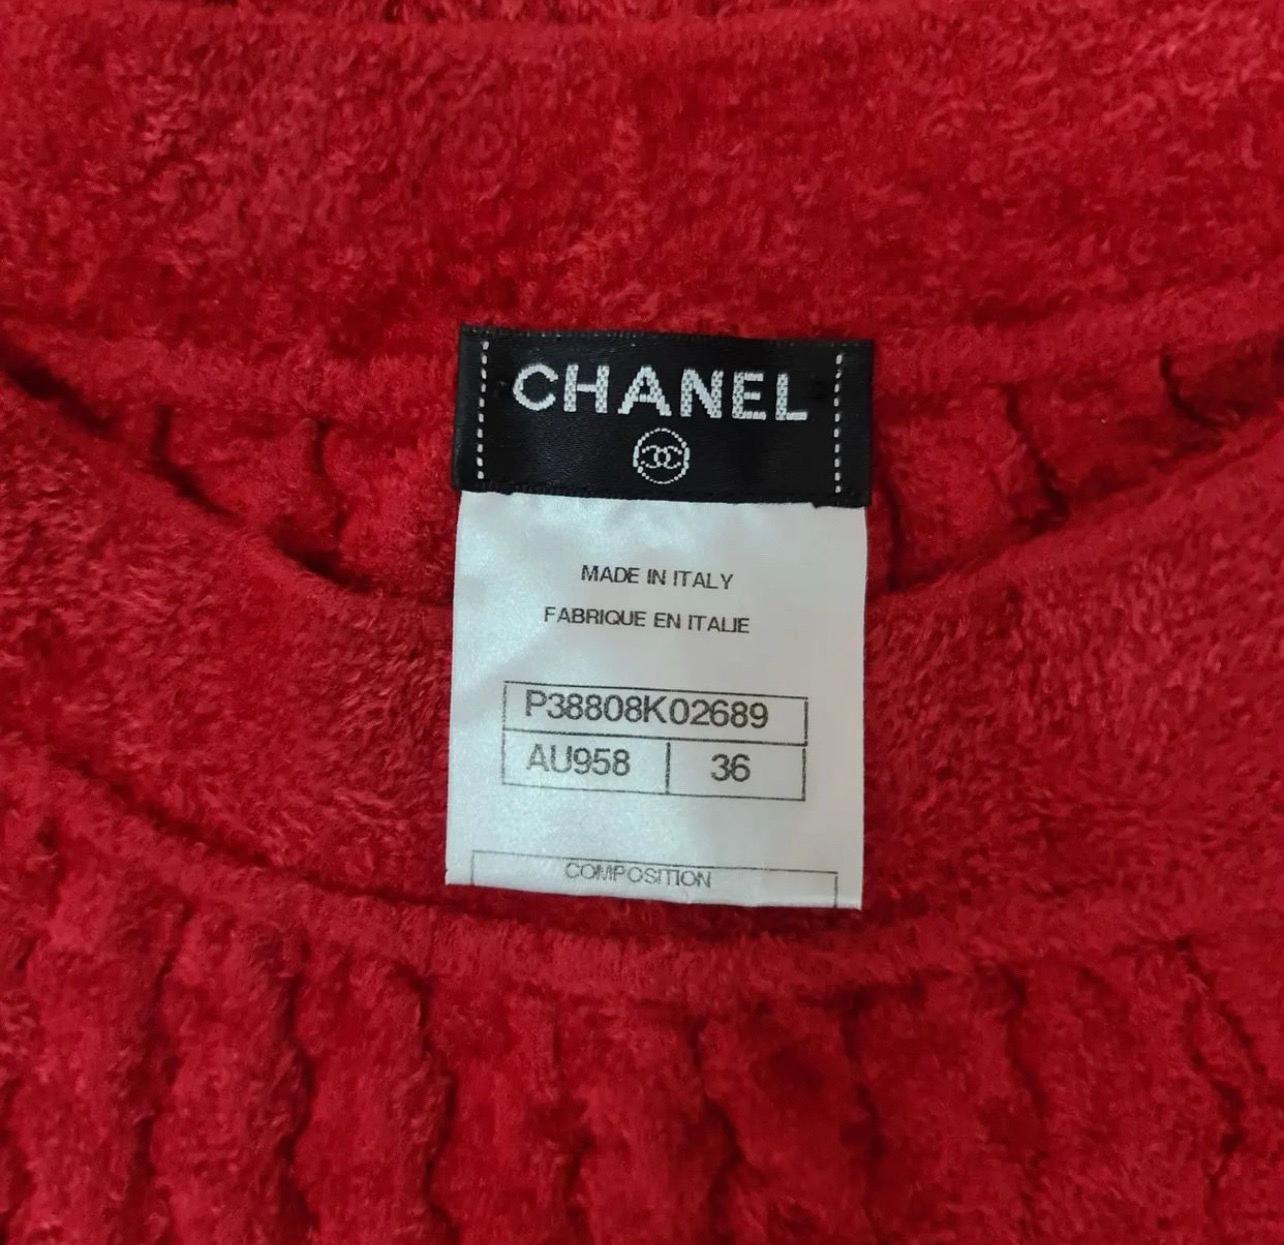 CHANEL
MADE IN ITALY
FABRIQUE EN ITALIE
P38808K02689
AU958 36
COMPOSITION